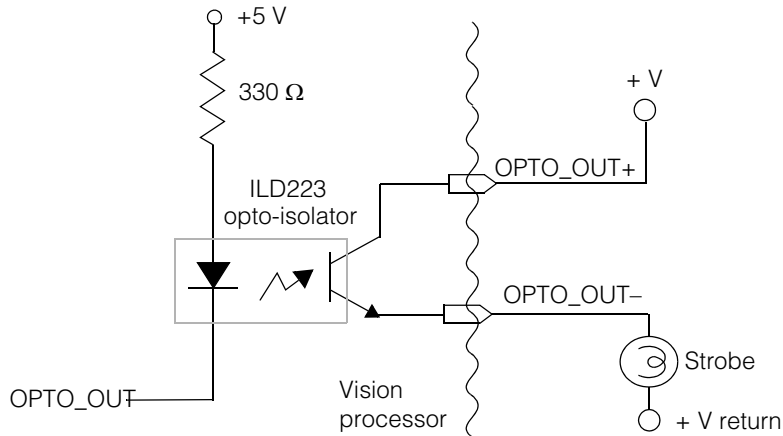 +5 V
330 Ω
+ V
OPTO_OUT+
ILD223
opto-isolator
OPTO_OUT–
Strobe
OPTO_OUT
Vision
processor
+ V return